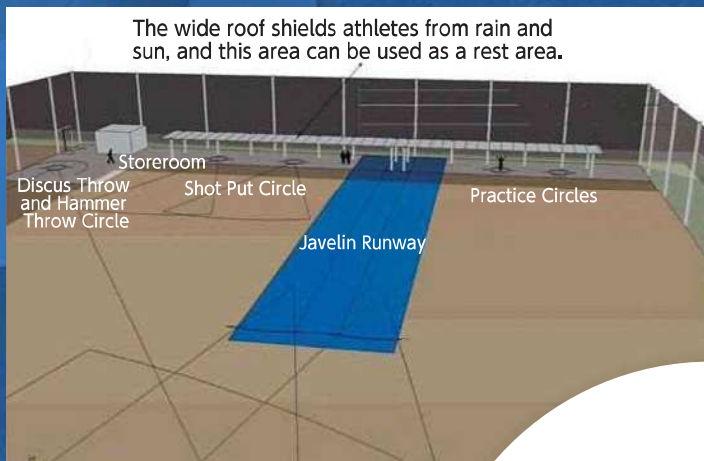 The wide roof shields athletes from rain and
sun, and this area can be used as a rest area.
Storeroom
Discus Throw
and Hammer
Throw Circle
Shot Put Circle
Practice Circles
Javelin Runway